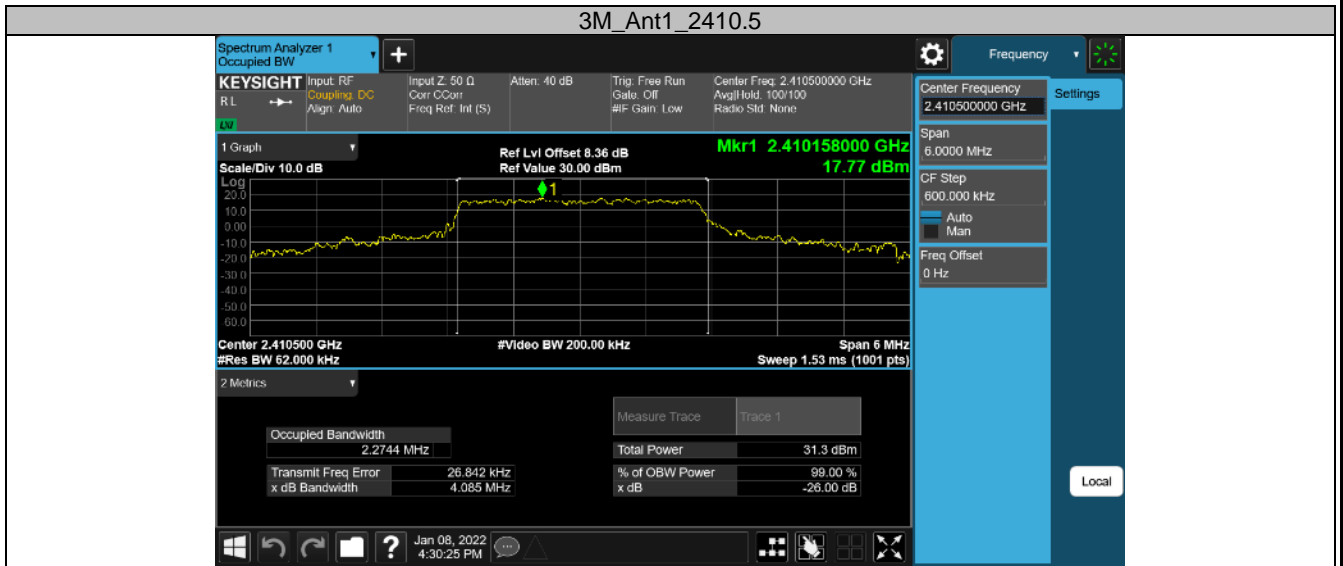 3M_Ant1_2410.5
Spectrum Analyzer 1
Occupied BW
+
Frequency
KEYSIGHT
Input: RF
Coupling: DC
Align: Auto
Input Z: 50 Ω
Corr CCorr
Freq Ref: Int (S)
Atten: 40 dB
Trig: Free Run
Gate: Off
#IF Gain: Low
Center Freq: 2.410500000 GHz
Avg|Hold: 100/100
Radio Std: None
R L
LXI
1 Graph
Scale/Div 10.0 dB
Ref Lvl Offset 8.36 dB
Ref Value 30.00 dBm
Mkr1 2.410158000 GHz
17.77 dBm
Log
1
20.0
10.0
0.00
-10.0
-20.0
-30.0
-40.0
-50.0
-60.0
Center 2.410500 GHz
#Res BW 62.000 kHz
#Video BW 200.00 kHz
Span 6 MHz
Sweep 1.53 ms (1001 pts)
2 Metrics
Measure Trace Trace 1
Occupied Bandwidth
2.2744 MHz
Total Power 31.3 dBm
Transmit Freq Error 26.842 kHz
% of OBW Power 99.00 %
x dB Bandwidth 4.085 MHz
x dB -26.00 dB
Center Frequency
2.410500000 GHz
Settings
Span
6.0000 MHz
CF Step
600.000 kHz
Auto
Man
Freq Offset
0 Hz
Local
?
Jan 08, 2022
4:30:25 PM